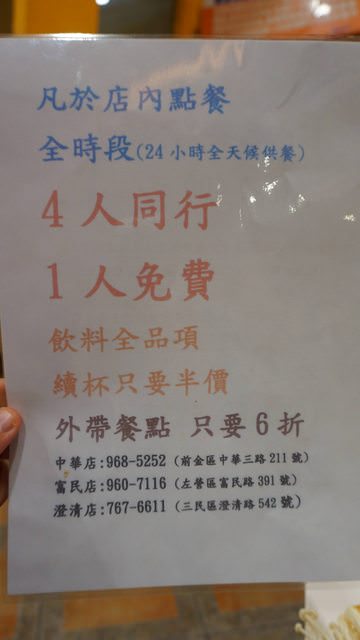 凡於店內點餐
全時段(24小時全天候供餐)
4人同行
1人免費
飲料全品項
續杯只要半價
外帶餐點 只要6折
中華店:968-5252 (前金區中華三路211號)
富民店:960-7116 (左營區富民路391號)
澄清店:767-6611 (三民區澄清路542號)